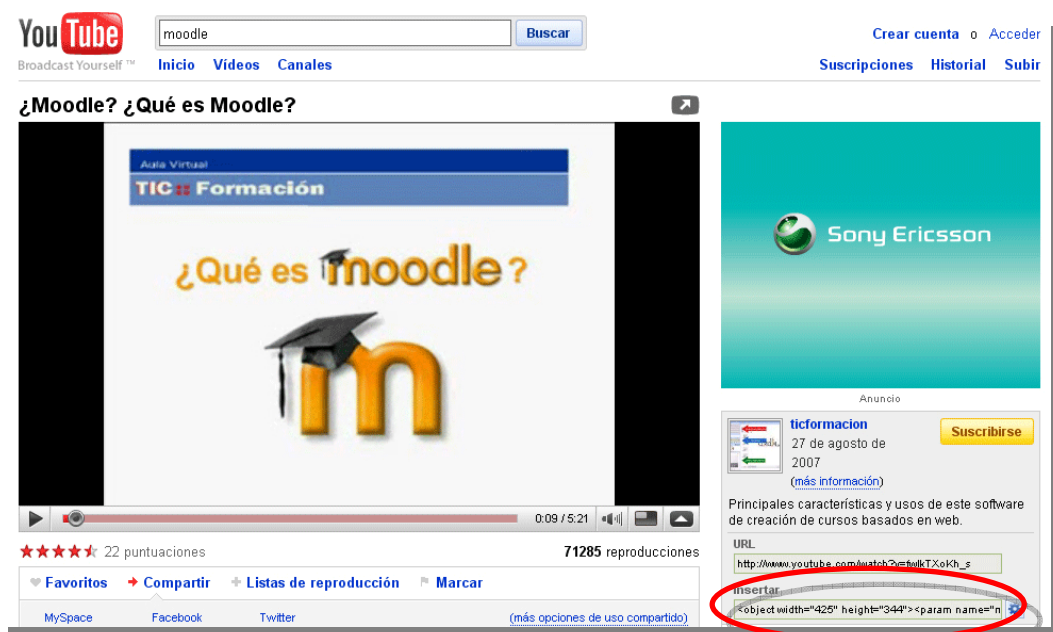 You Tube
Broadcast Yourself ™
moodle
Buscar
Crear cuenta o Acceder
Inicio Vídeos Canales
Suscripciones Historial Subir
¿Moodle? ¿Qué es Moodle?
Aula Virtual
TIC :: Formación
¿Qué es moodle?
m
Sony Ericsson
Anuncio
ticformacion
27 de agosto de
2007
(más información)
Suscribirse
Principales características y usos de este software
de creación de cursos basados en web.
0:09 / 5:21
22 puntuaciones
71285 reproducciones
URL
http://www.youtube.com/watch?v=fwlkTXoKh_s
Insertar
<object width="425" height="344"><param name="n
Favoritos Compartir Listas de reproducción Marcar
MySpace Facebook Twitter (más opciones de uso compartido)